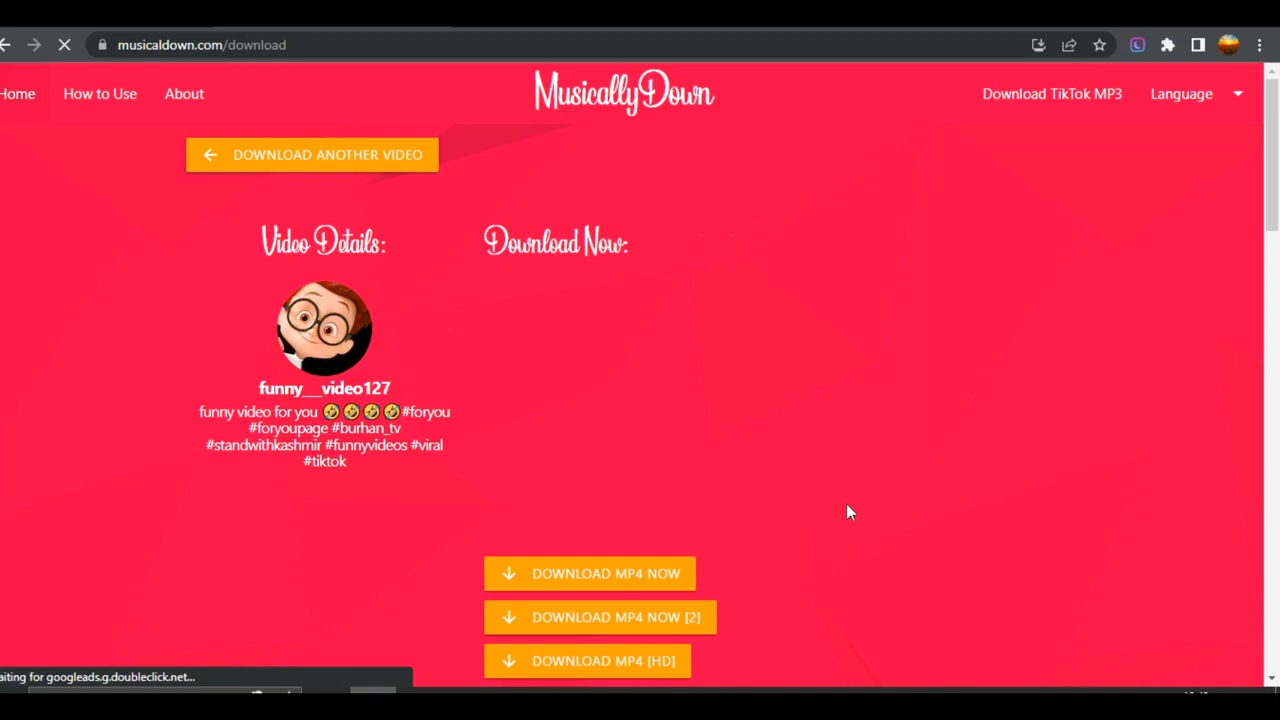 musicaldown.com/download
Home How to Use About MusicallyDown Download TikTok MP3 Language
DOWNLOAD ANOTHER VIDEO
Video Details:
Download Now:
funny__video127
funny video for you 🤣🤣🤣🤣#foryou
#foryoupage #burhan_tv
#standwithkashmir #funnyvideos #viral
#tiktok
DOWNLOAD MP4 NOW
DOWNLOAD MP4 NOW [2]
DOWNLOAD MP4 [HD]
aiting for googleads.g.doubleclick.net...